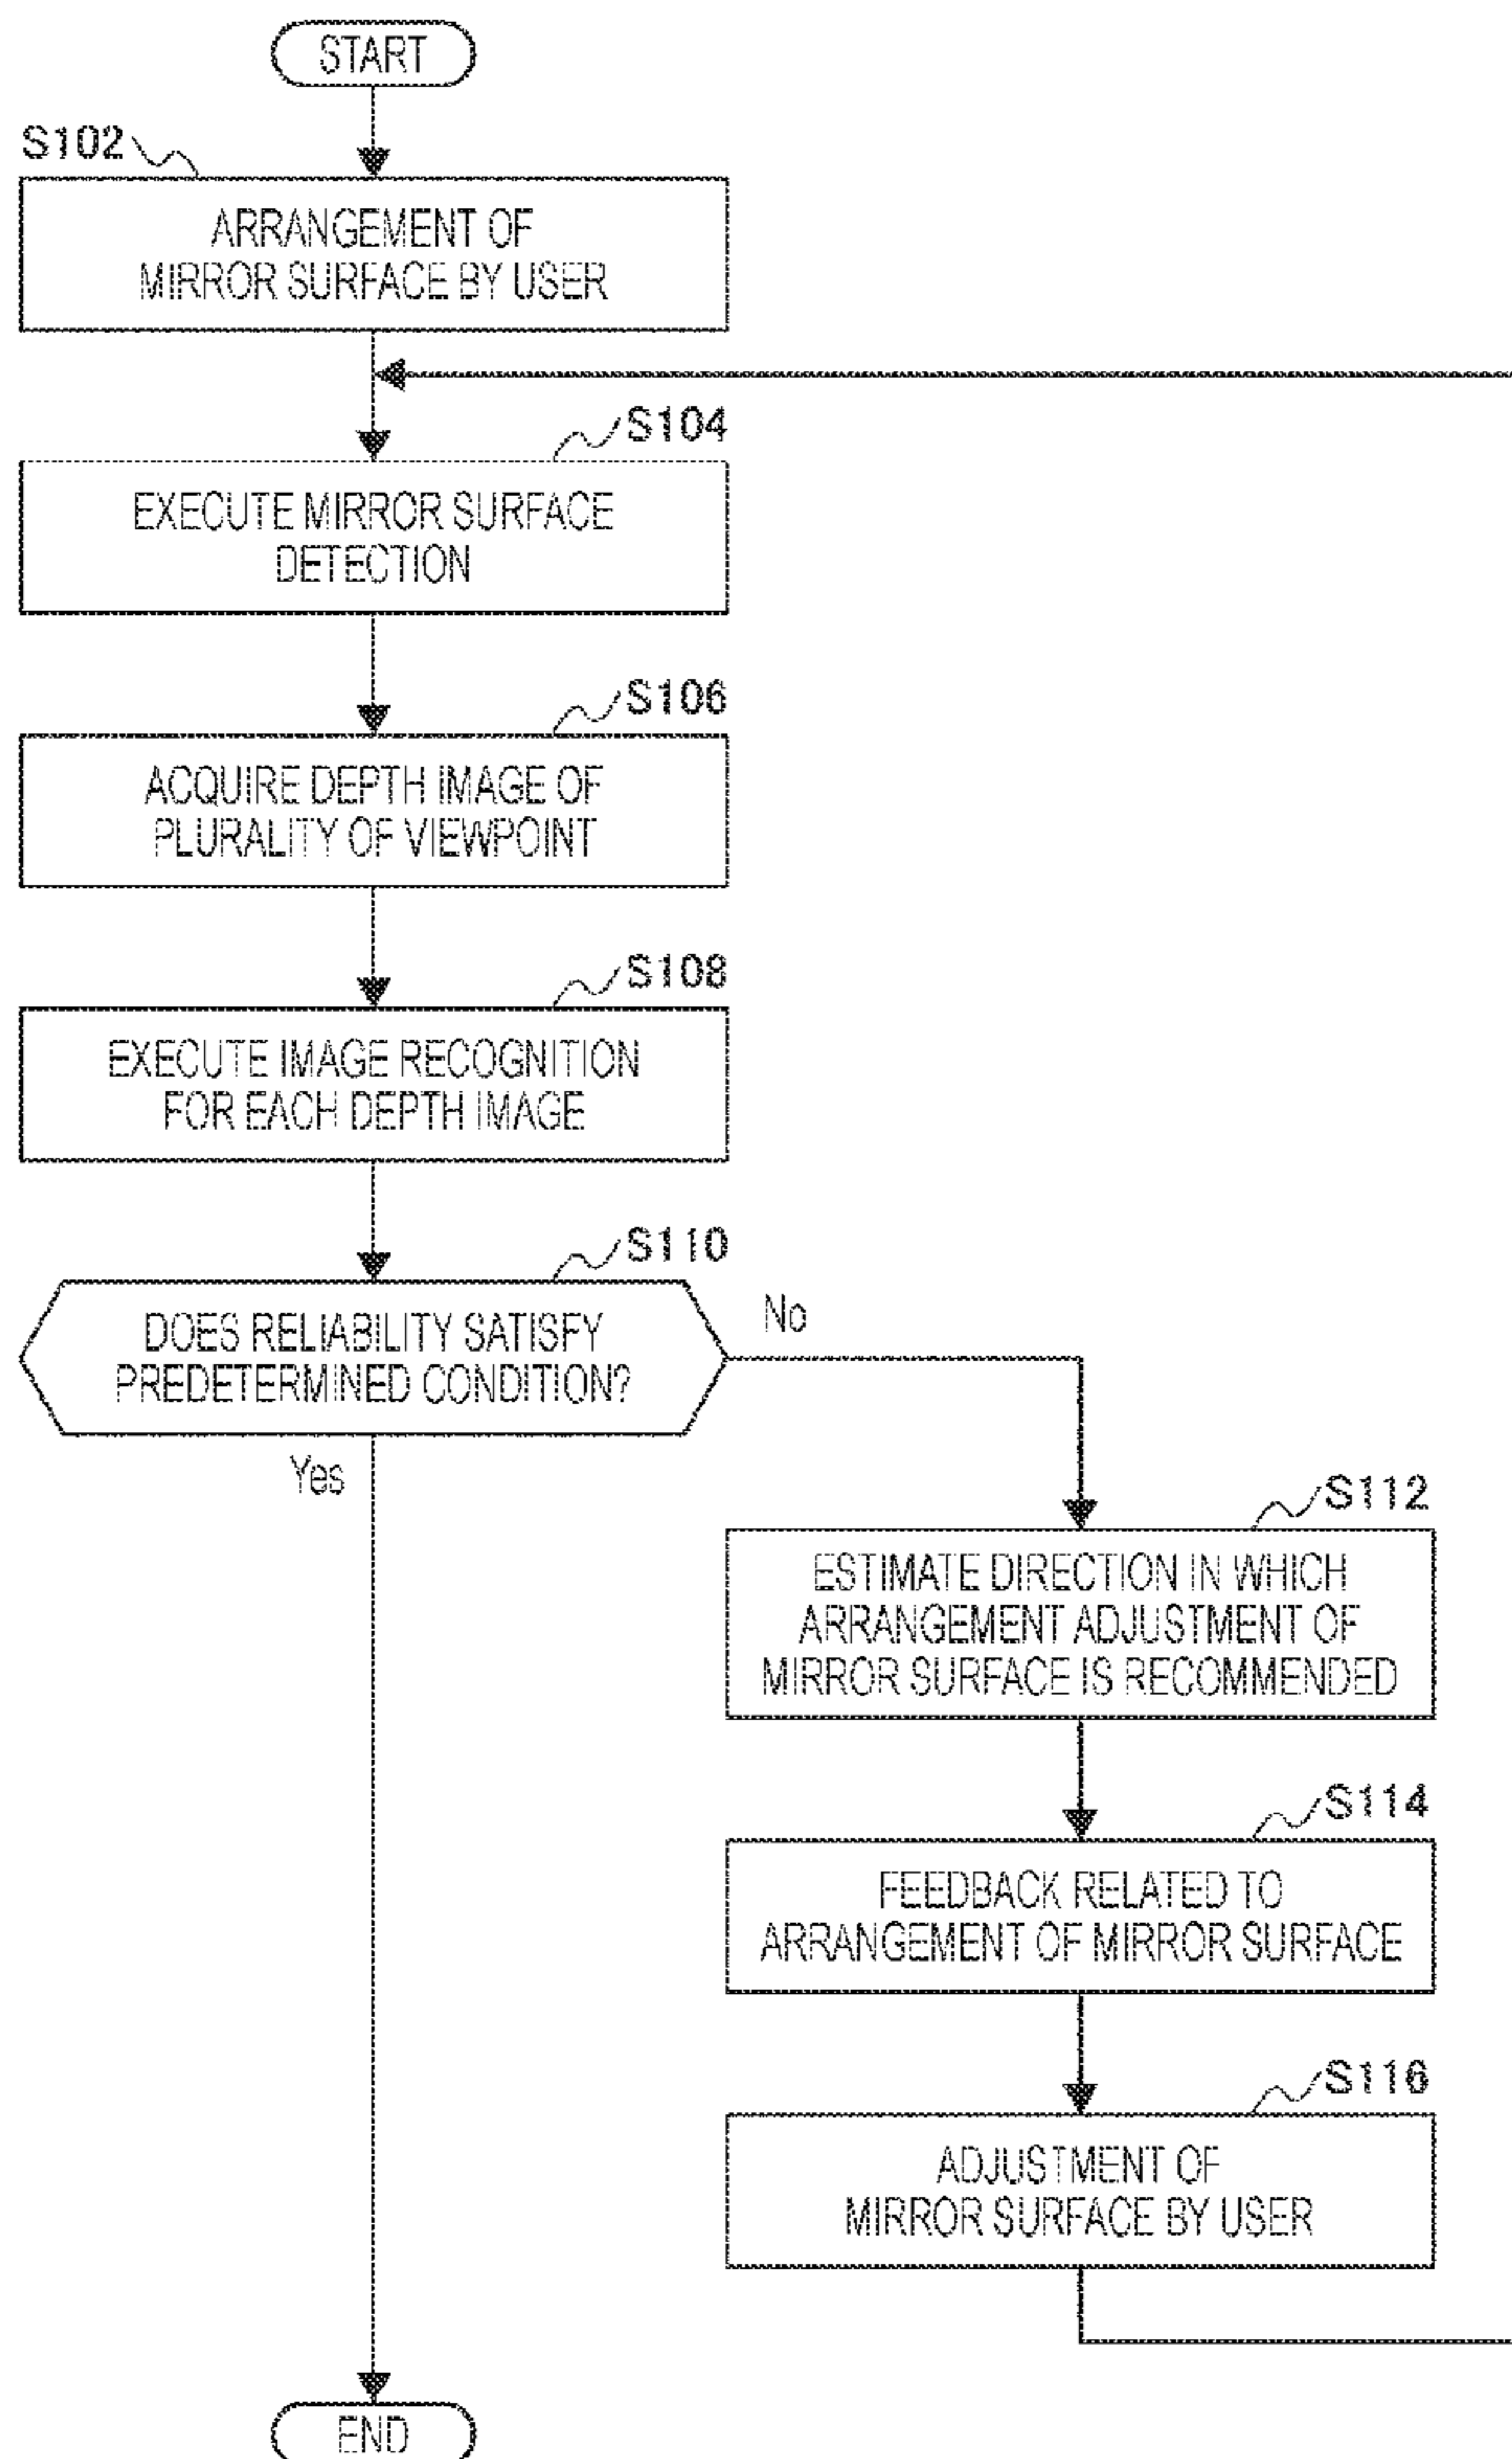 START
S102
ARRANGEMENT OF
MIRROR SURFACE BY USER
S104
EXECUTE MIRROR SURFACE
DETECTION
S106
ACQUIRE DEPTH IMAGE OF
PLURALITY OF VIEWPOINT
S108
EXECUTE IMAGE RECOGNITION
FOR EACH DEPTH IMAGE
S110
DOES RELIABILITY SATISFY
PREDETERMINED CONDITION?
No
Yes
S112
ESTIMATE DIRECTION IN WHICH
ARRANGEMENT ADJUSTMENT OF
MIRROR SURFACE IS RECOMMENDED
S114
FEEDBACK RELATED TO
ARRANGEMENT OF MIRROR SURFACE
S116
ADJUSTMENT OF
MIRROR SURFACE BY USER
END